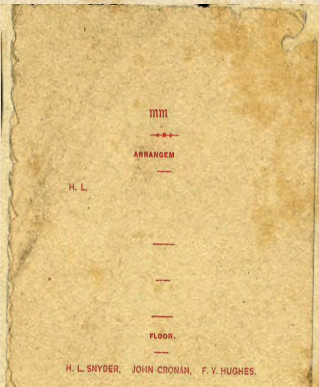 mm
ARRANGEM
H. L.
FLOOR.
H. L. SNYDER, JOHN CRONAN, F. V. HUGHES.